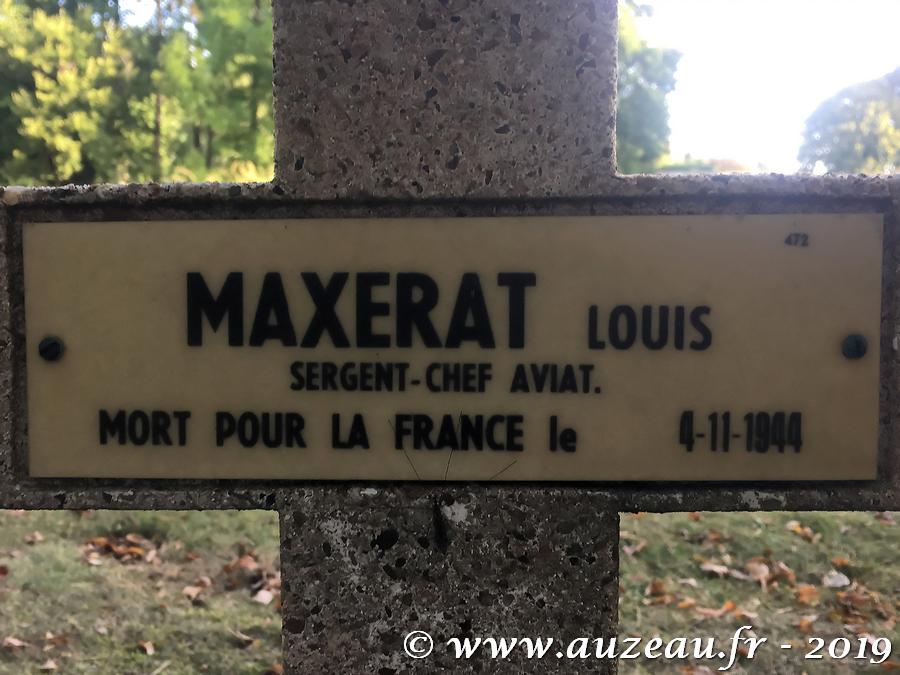 472
MAXERAT LOUIS
SERGENT-CHEF AVIAT.
MORT POUR LA FRANCE le 4-11-1944
© www.auzeau.fr - 2019